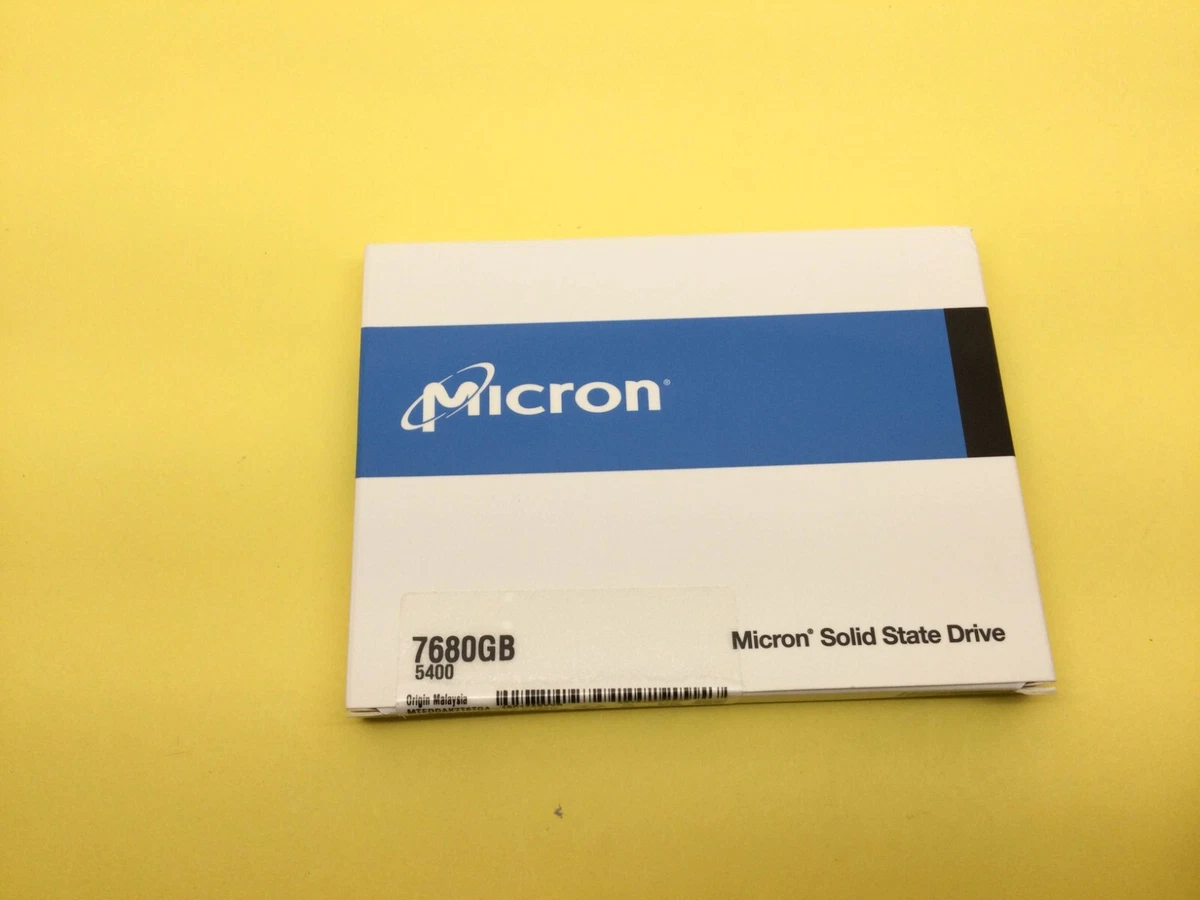 Micron®
7680GB
5400
Micron® Solid State Drive
Origin Malaysia